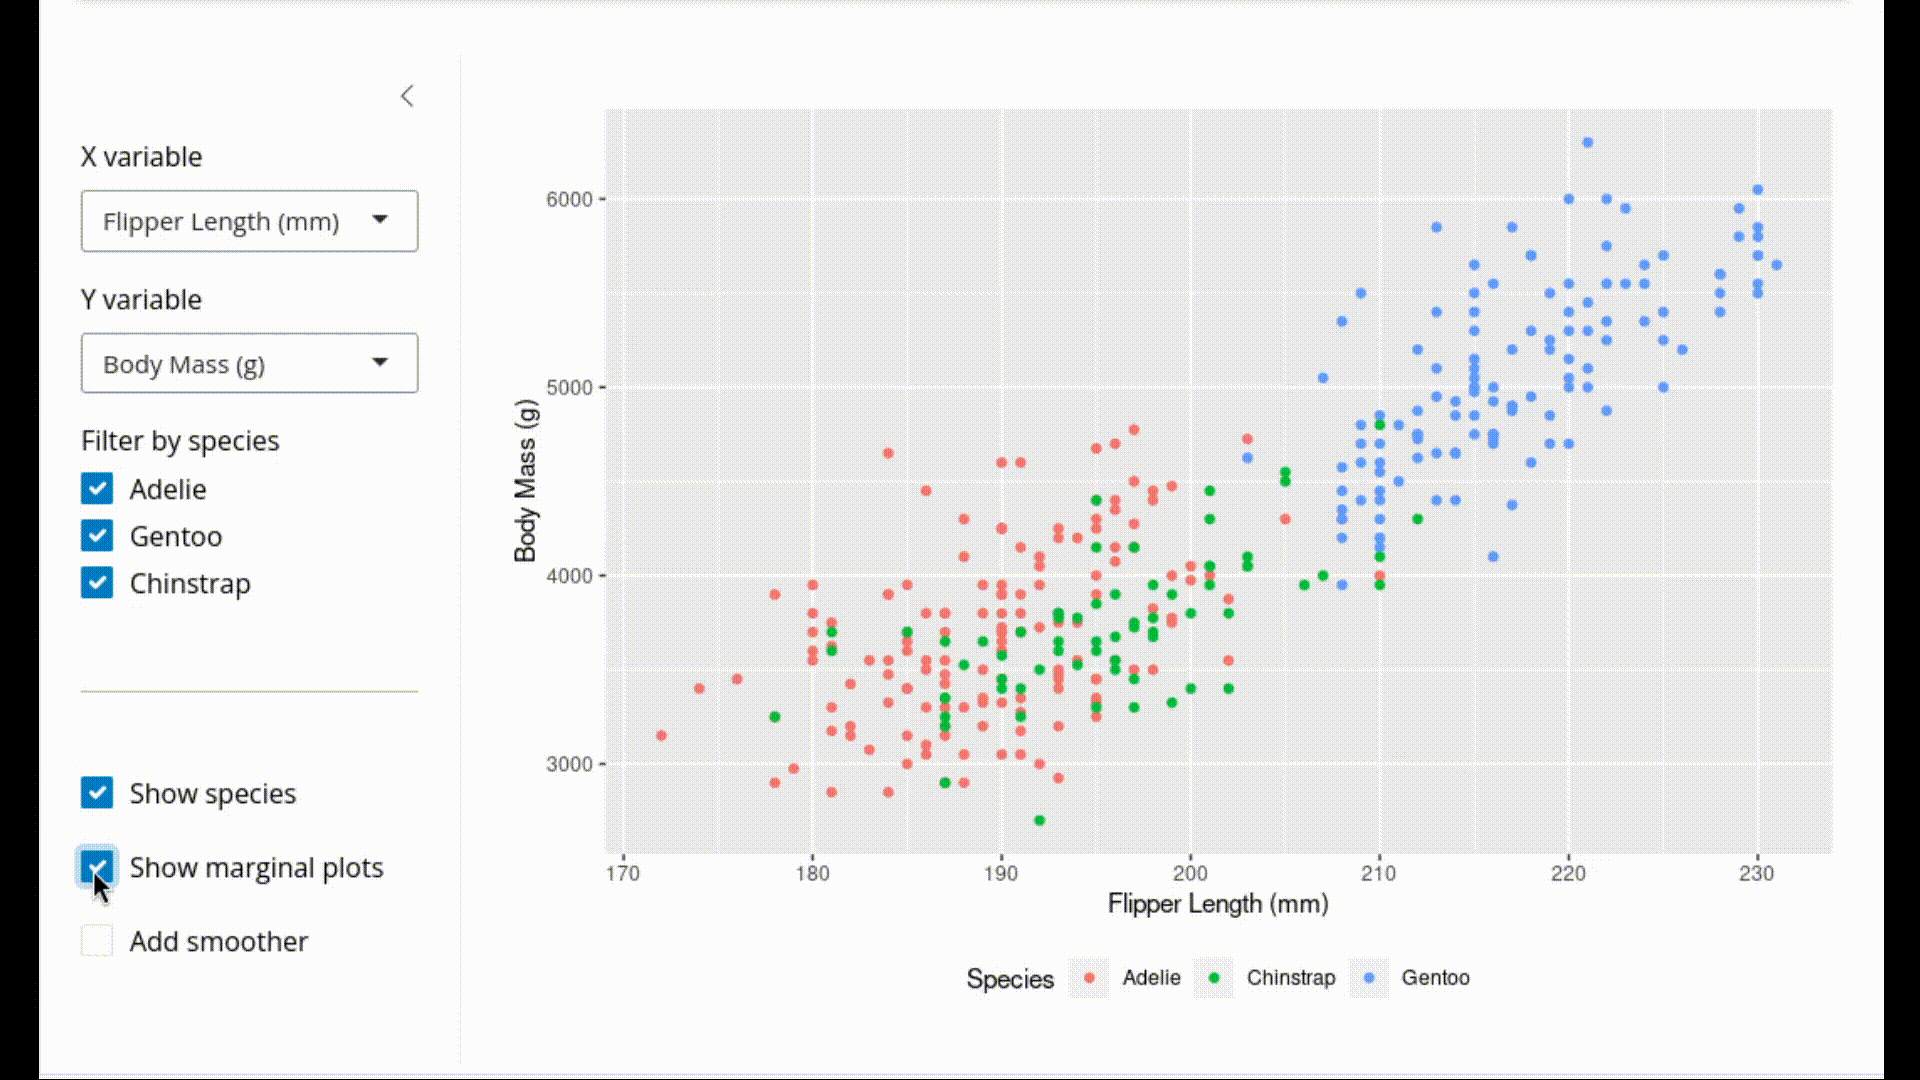 X variable
Flipper Length (mm)
Y variable
Body Mass (g)
Filter by species
Adelie
Gentoo
Chinstrap
Show species
Show marginal plots
Add smoother
Body Mass (g)
6000
5000
4000
3000
170 180 190 200 210 220 230
Flipper Length (mm)
Species Adelie Chinstrap Gentoo